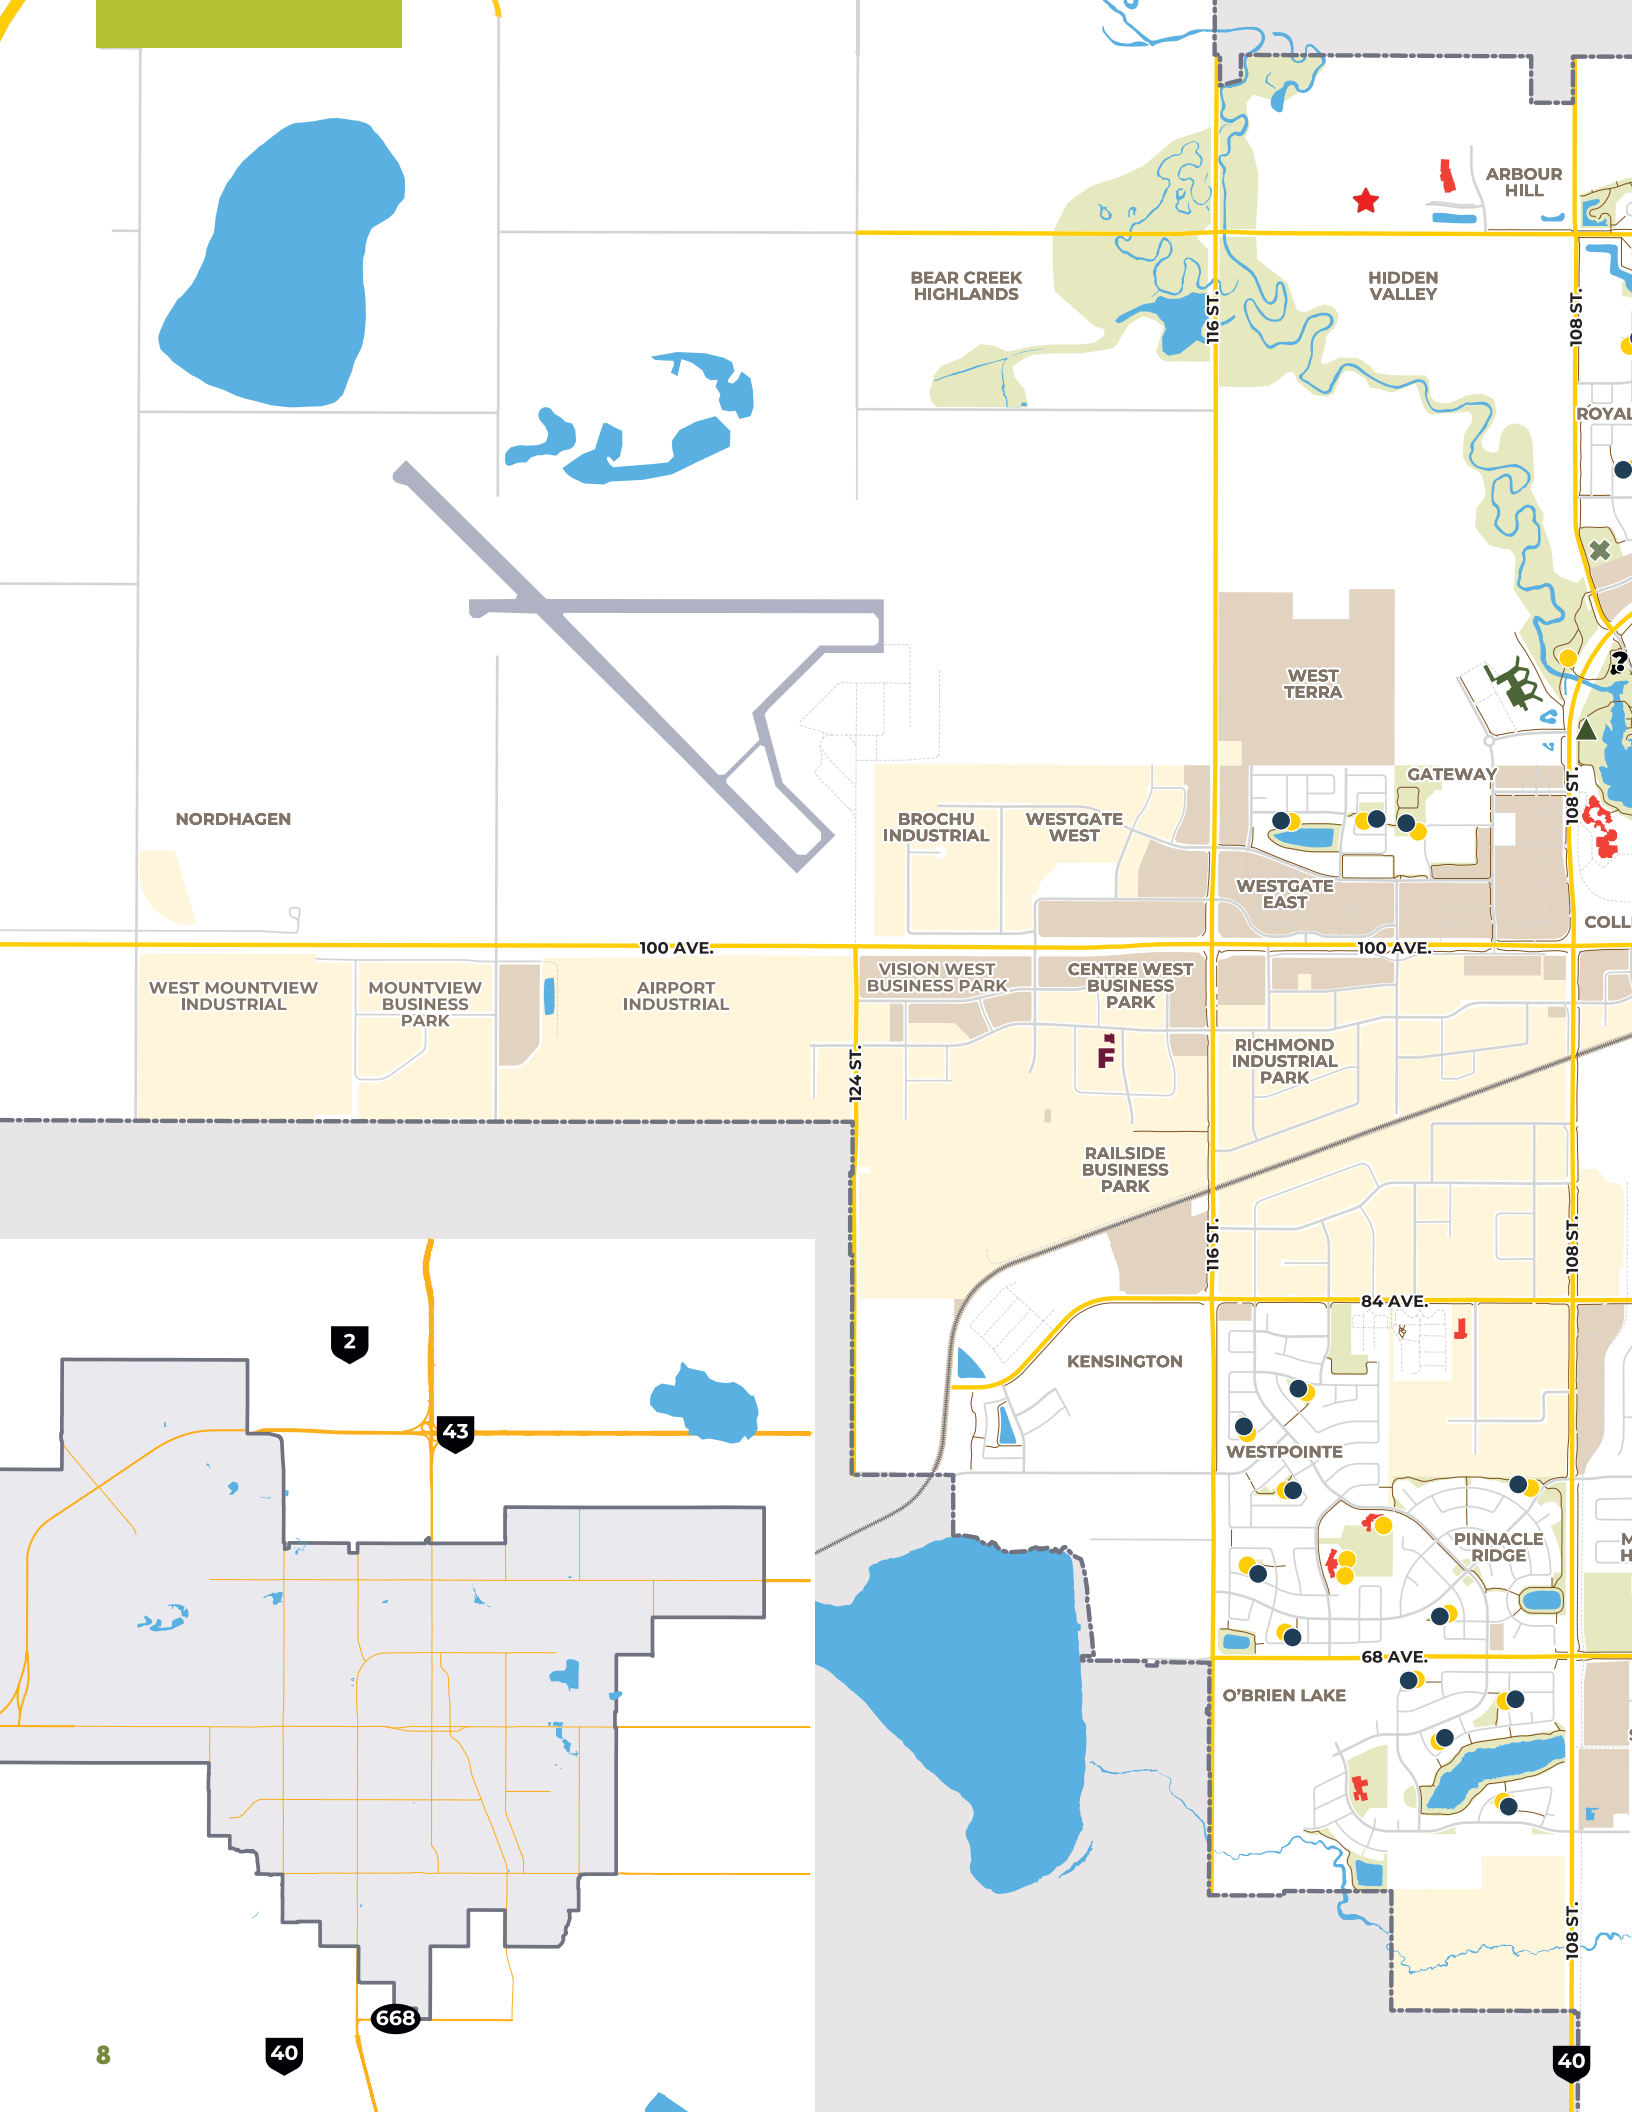 ARBOUR
HILL
BEAR CREEK
HIGHLANDS
HIDDEN
VALLEY
116 ST.
108 ST.
ROYAL
?
WEST
TERRA
GATEWAY
108 ST.
NORDHAGEN
BROCHU
INDUSTRIAL
WESTGATE
WEST
WESTGATE
EAST
COLL
100 AVE.
100 AVE.
WEST MOUNTVIEW
INDUSTRIAL
MOUNTVIEW
BUSINESS
PARK
AIRPORT
INDUSTRIAL
VISION WEST
BUSINESS PARK
CENTRE WEST
BUSINESS
PARK
F
124 ST.
RICHMOND
INDUSTRIAL
PARK
RAILSIDE
BUSINESS
PARK
116 ST.
108 ST.
84 AVE.
2
KENSINGTON
43
WESTPOINTE
PINNACLE
RIDGE
M
H
68 AVE.
O'BRIEN LAKE
S
108 ST.
668
40
40
8